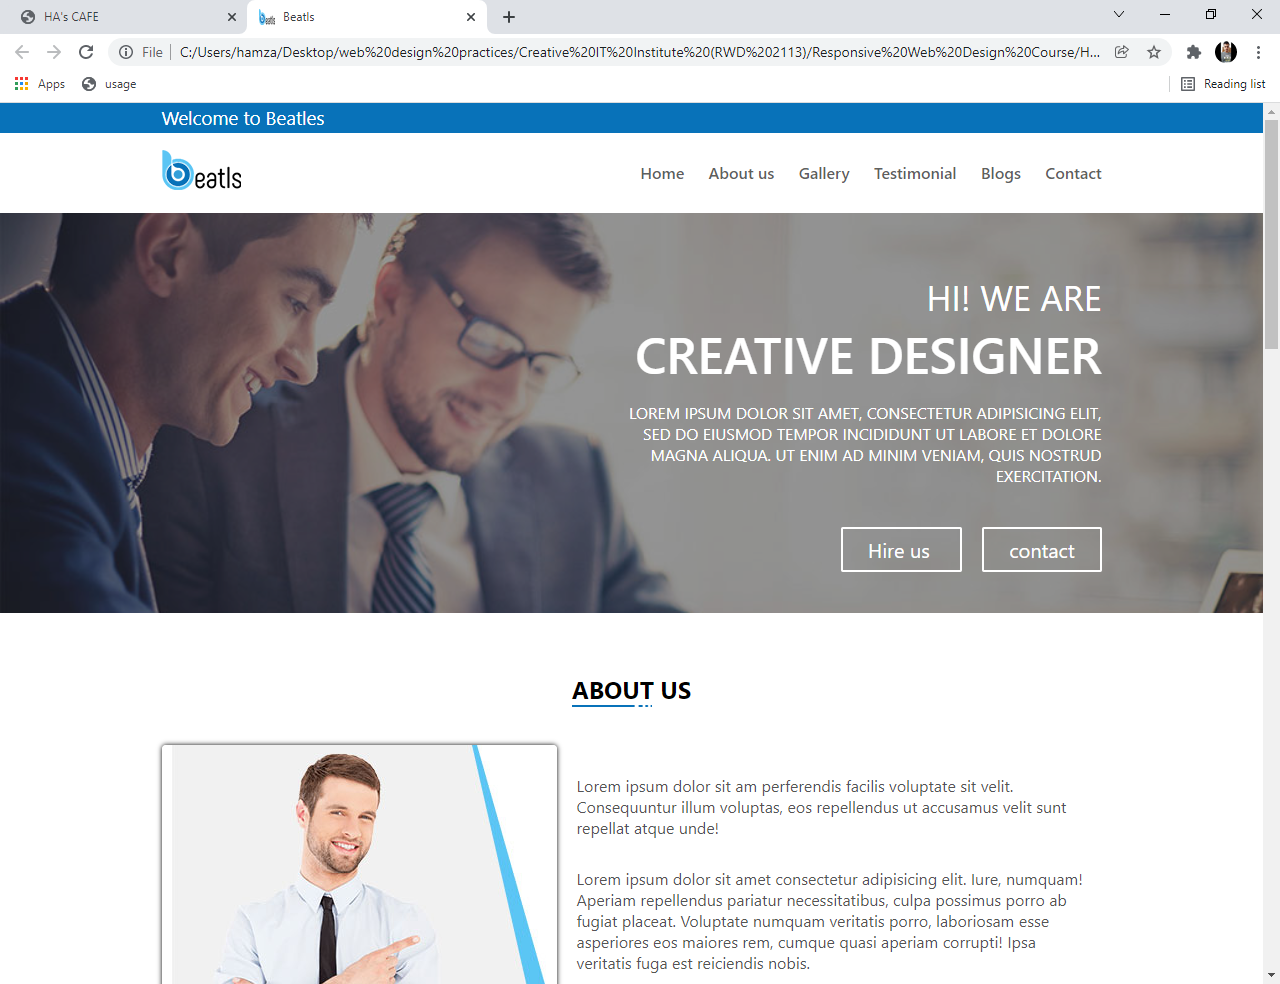 HA's CAFE
Beatls
File
C:/Users/hamza/Desktop/web%20design%20practices/Creative%20IT%20Institute%20(RWD%202113)/Responsive%20Web%20Design%20Course/H...
Apps
usage
Reading list
Welcome to Beatles
beatls
Home About us Gallery Testimonial Blogs Contact
HI! WE ARE
CREATIVE DESIGNER
LOREM IPSUM DOLOR SIT AMET, CONSECTETUR ADIPISICING ELIT,
SED DO EIUSMOD TEMPOR INCIDIDUNT UT LABORE ET DOLORE
MAGNA ALIQUA. UT ENIM AD MINIM VENIAM, QUIS NOSTRUD
EXERCITATION.
Hire us contact
ABOUT US
Lorem ipsum dolor sit am perferendis facilis voluptate sit velit.
Consequuntur illum voluptas, eos repellendus ut accusamus velit sunt
repellat atque unde!
Lorem ipsum dolor sit amet consectetur adipisicing elit. Iure, numquam!
Aperiam repellendus pariatur necessitatibus, culpa possimus porro ab
fugiat placeat. Voluptate numquam veritatis porro, laboriosam esse
asperiores eos maiores rem, cumque quasi aperiam corrupti! Ipsa
veritatis fuga est reiciendis nobis.